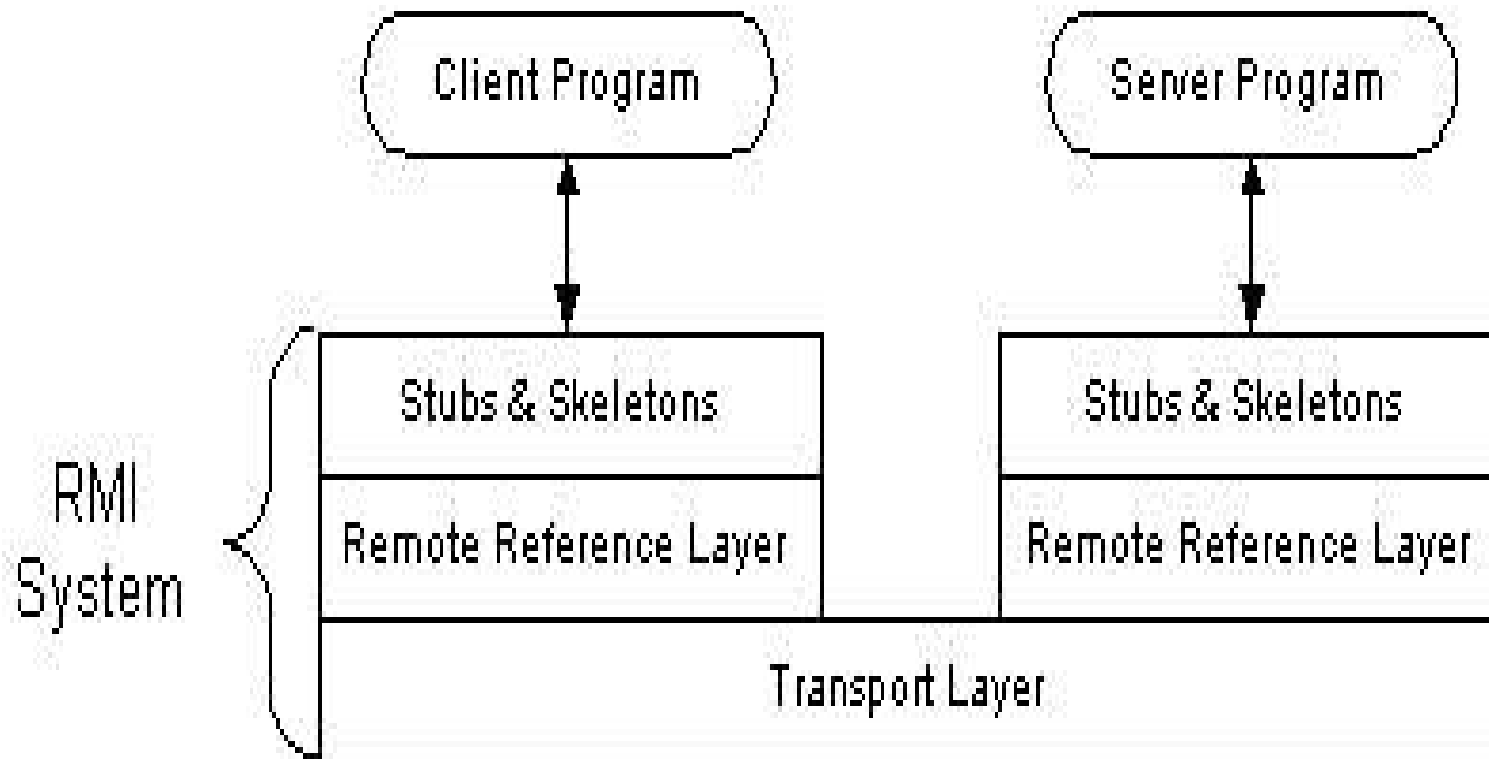 Client Program
Server Program
Stubs & Skeletons
Stubs & Skeletons
RMI
System
Remote Reference Layer
Remote Reference Layer
Transport Layer